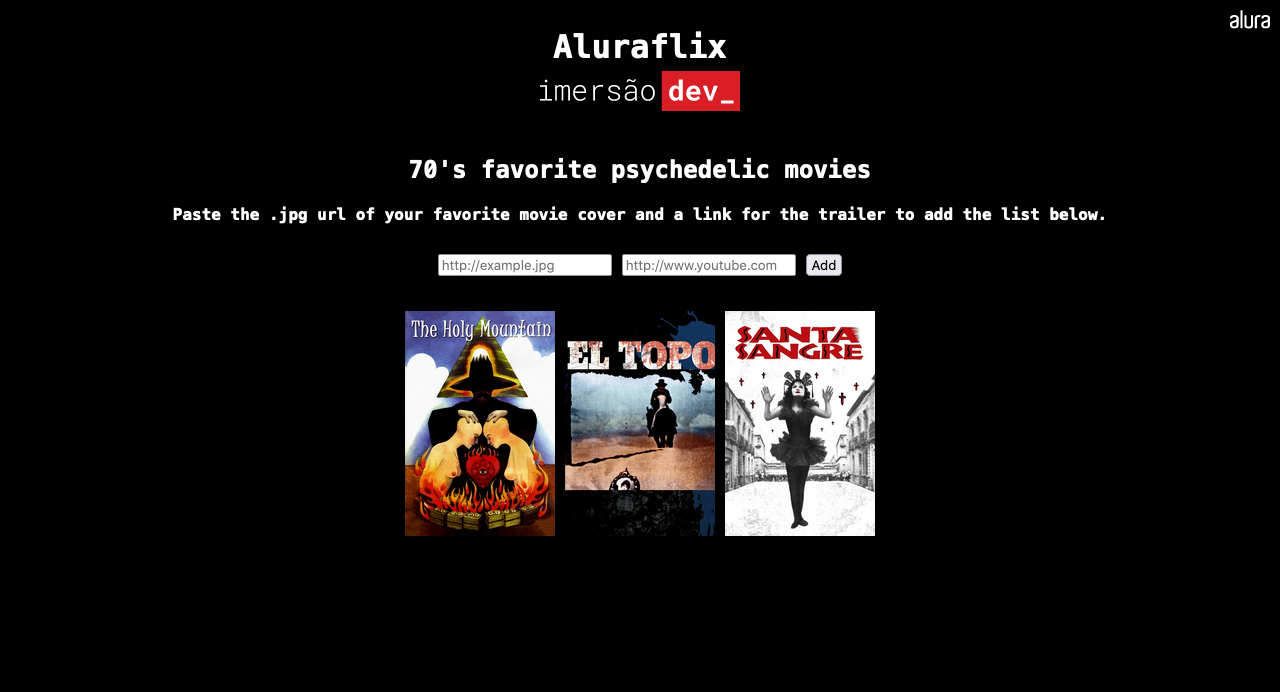 alura
Aluraflix
imersão dev_
70's favorite psychedelic movies
Paste the .jpg url of your favorite movie cover and a link for the trailer to add the list below.
http://example.jpg http://www.youtube.com Add
The Holy Mountain
EL TOPO
SANTA
SANGRE